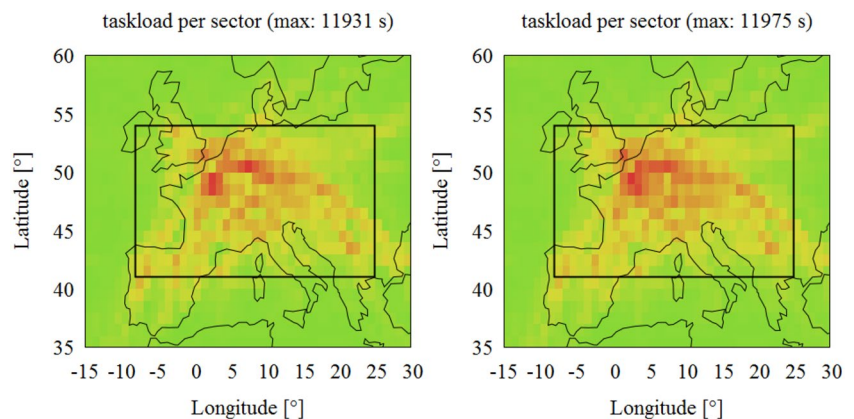 taskload per sector (max: 11931 s)
taskload per sector (max: 11975 s)
60
55
50
45
40
35
Latitude [°]
-15 -10 -5 0 5 10 15 20 25 30
Longitude [°]
60
55
50
45
40
35
Latitude [°]
-15 -10 -5 0 5 10 15 20 25 30
Longitude [°]